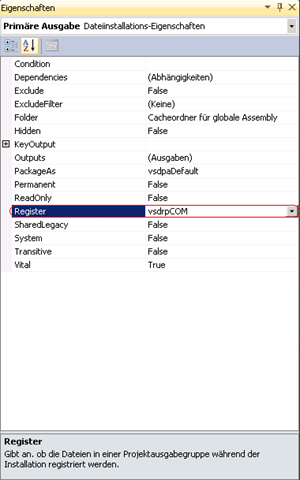 Eigenschaften
Primäre Ausgabe Dateiinstallations-Eigenschaften
Condition
Dependencies (Abhängigkeiten)
Exclude False
ExcludeFilter (Keine)
Folder Cacheordner für globale Assembly
Hidden False
KeyOutput
Outputs (Ausgaben)
PackageAs vsdpaDefault
Permanent False
ReadOnly False
Register vsdrpCOM
SharedLegacy False
System False
Transitive False
Vital True
Register
Gibt an. ob die Dateien in einer Projektausgabegruppe während der
Installation registriert werden.